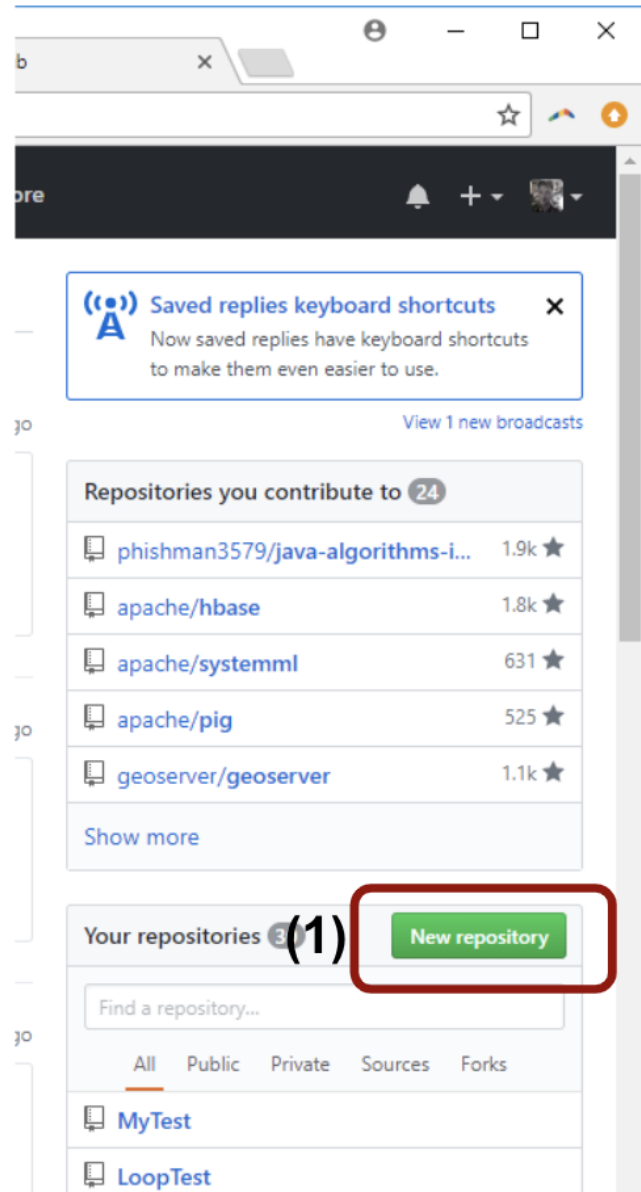 b
ore
Saved replies keyboard shortcuts
Now saved replies have keyboard shortcuts
to make them even easier to use.
go
View 1 new broadcasts
Repositories you contribute to 24
phishman3579/java-algorithms-i... 1.9k
apache/hbase 1.8k
apache/systemml 631
go
apache/pig 525
geoserver/geoserver 1.1k
Show more
Your repositories (1) New repository
Find a repository...
go
All Public Private Sources Forks
MyTest
LoopTest